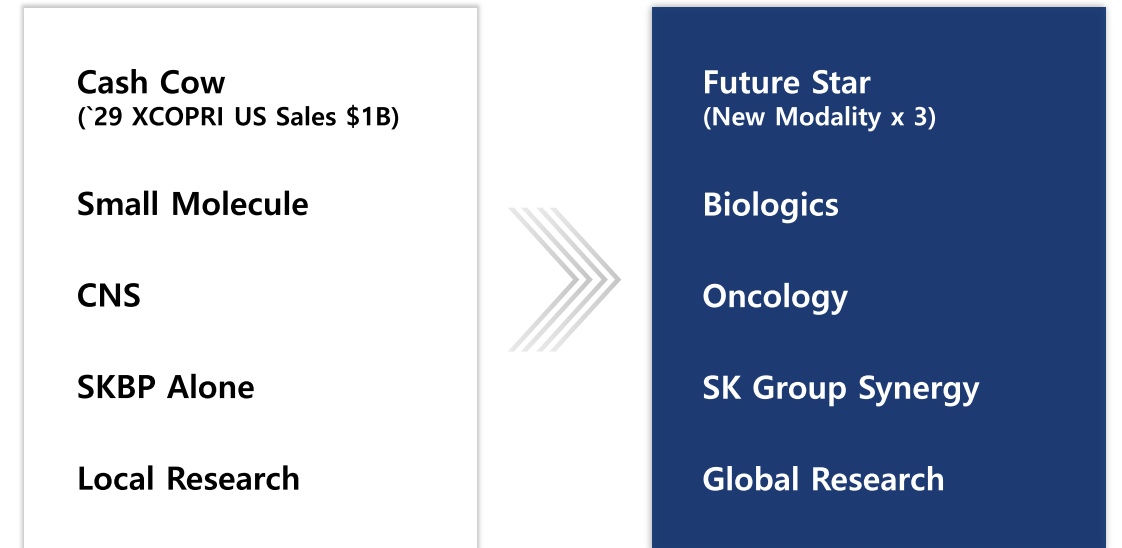 Cash Cow
(`29 XCOPRI US Sales $1B)
Small Molecule
CNS
SKBP Alone
Local Research
Future Star
(New Modality x 3)
Biologics
Oncology
SK Group Synergy
Global Research